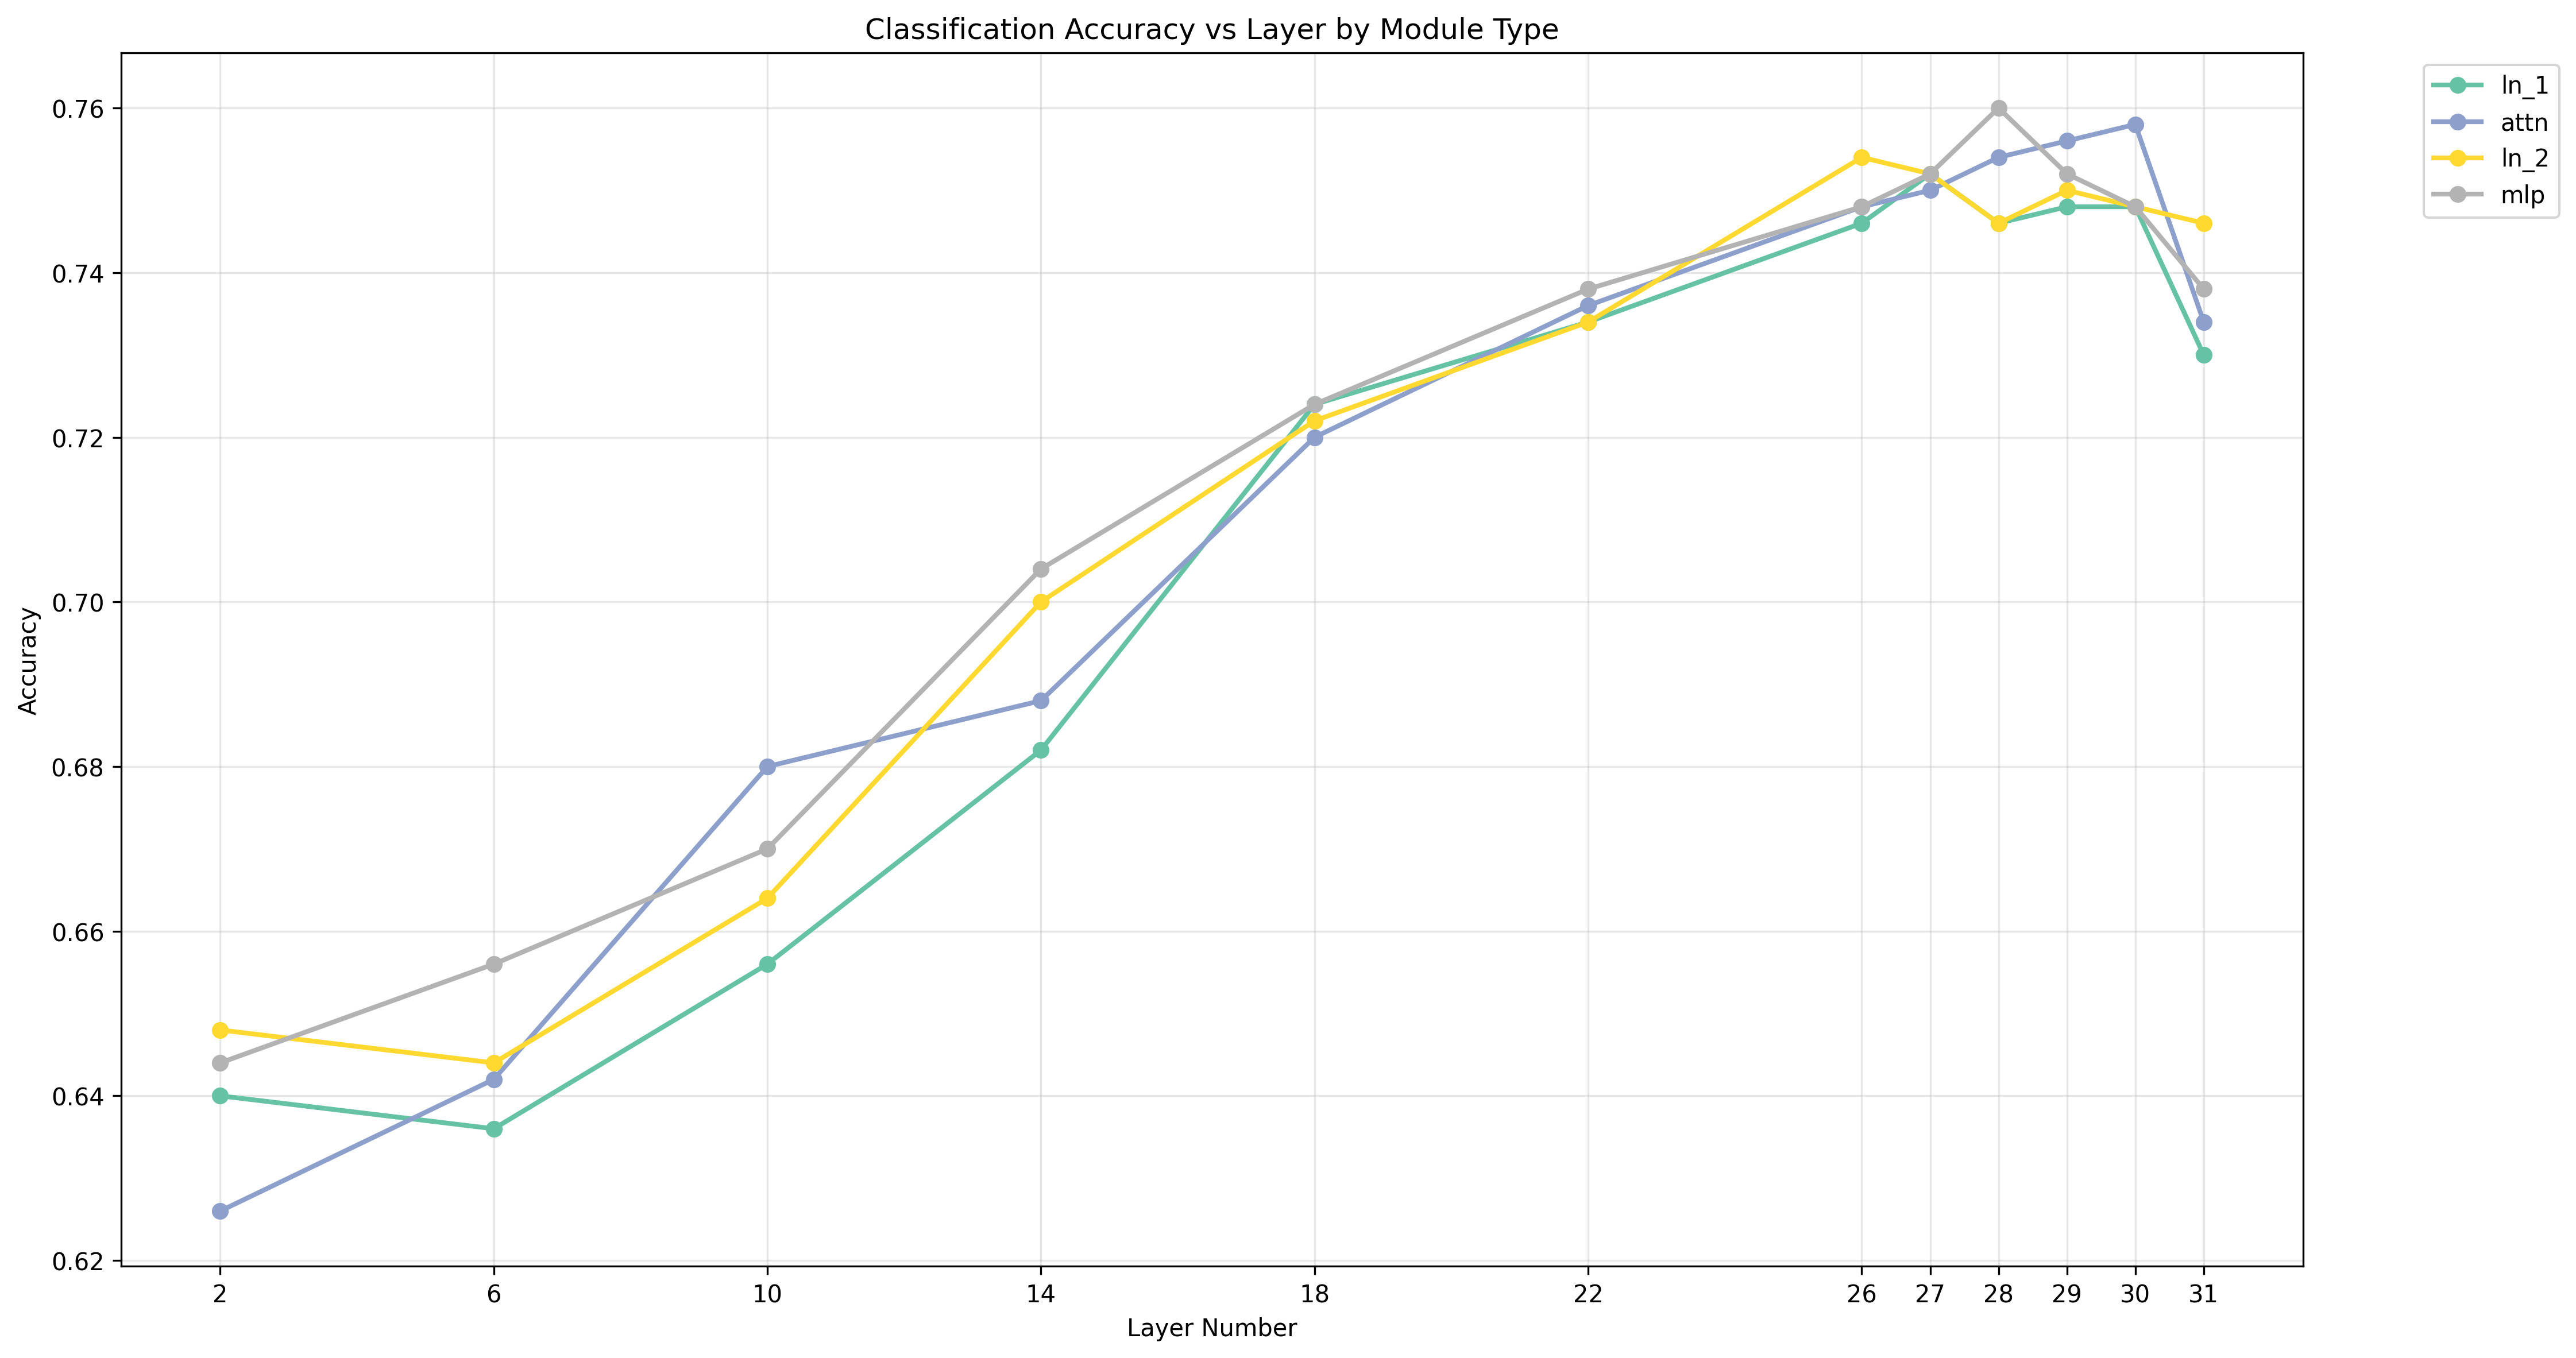 Classification Accuracy vs Layer by Module Type
ln_1
attn
ln_2
mlp
0.76
0.74
0.72
0.70
0.68
0.66
0.64
0.62
Accuracy
2 6 10 14 18 22 26 27 28 29 30 31
Layer Number